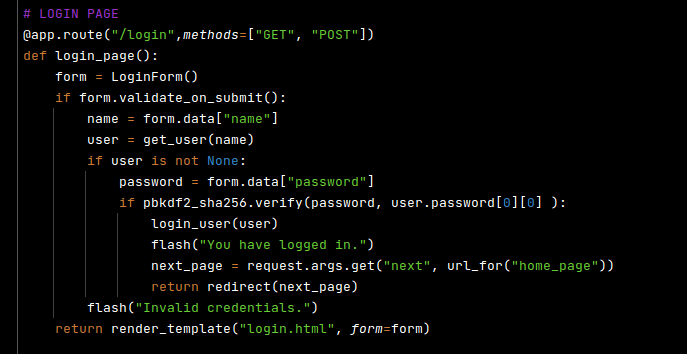 # LOGIN PAGE
@app.route("/login",methods=["GET", "POST"])
def login_page():
    form = LoginForm()
    if form.validate_on_submit():
        name = form.data["name"]
        user = get_user(name)
        if user is not None:
            password = form.data["password"]
            if pbkdf2_sha256.verify(password, user.password[0][0] ):
                login_user(user)
                flash("You have logged in.")
                next_page = request.args.get("next", url_for("home_page"))
                return redirect(next_page)
        flash("Invalid credentials.")
    return render_template("login.html", form=form)